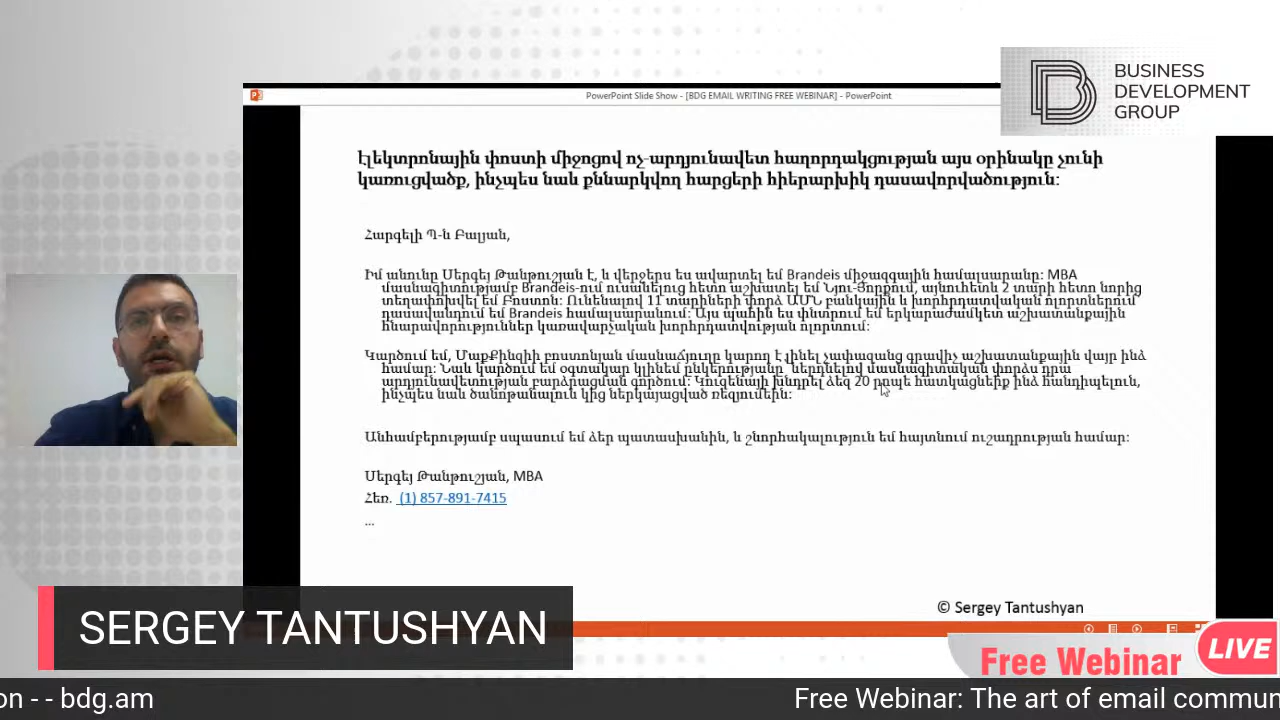 PowerPoint Slide Show - [BDG EMAIL WRITING FREE WEBINAR] - PowerPoint
BUSINESS
DEVELOPMENT
GROUP
Էլեկտրոնային փոստի միջոցով ոչ-արդյունավետ հաղորդակցության այս օրինակը չունի
կառուցվածք, ինչպես նաև քննարկվող հարցերի հիերարխիկ դասավորվածություն:
Հարգելի Պ-ն Բալյան,
Իմ անունը Սերգեյ Թանթուշյան է, և վերջերս ես ավարտել եմ Brandeis միջազգային համալսարանը: MBA
մասնագիտությամբ Brandeis-ում ուսանելուց հետո աշխատել եմ Նյու-Յորքում, այնուհետև 2 տարի հետո նորից
տեղափոխվել եմ Բոստոն: Ունենալով 11 տարիների փորձ ԱՄՆ բանկային և խորհրդատվական ոլորտներում
դասավանդում եմ Brandeis համալսարանում: Այս պահին ես փնտրում եմ երկարաժամկետ աշխատանքային
հնարավորություններ կառավարչական խորհրդատվության ոլորտում:
Կարծում եմ, ՄաքՔինզիի բոստոնյան մասնաճյուղը կարող է լինել չափազանց գրավիչ աշխատանքային վայր ինձ
համար: Նաև կարծում եմ օգտակար կլինեմ ընկերությանը՝ ներդնելով մասնագիտական փորձս դրա
արդյունավետության բարձրացման գործում: Կուզենայի խնդրել ձեզ 20 րոպե հատկացնեիք ինձ հանդիպելուն,
ինչպես նաև ծանոթանալուն կից ներկայացված ռեզյումեին:
Անհամբերությամբ սպասում եմ ձեր պատասխանին, և շնորհակալություն եմ հայտնում ուշադրության համար:
Սերգեյ Թանթուշյան, MBA
Հեռ. (1) 857-891-7415
...
© Sergey Tantushyan
SERGEY TANTUSHYAN
Free Webinar
LIVE
on - - bdg.am
Free Webinar: The art of email commun